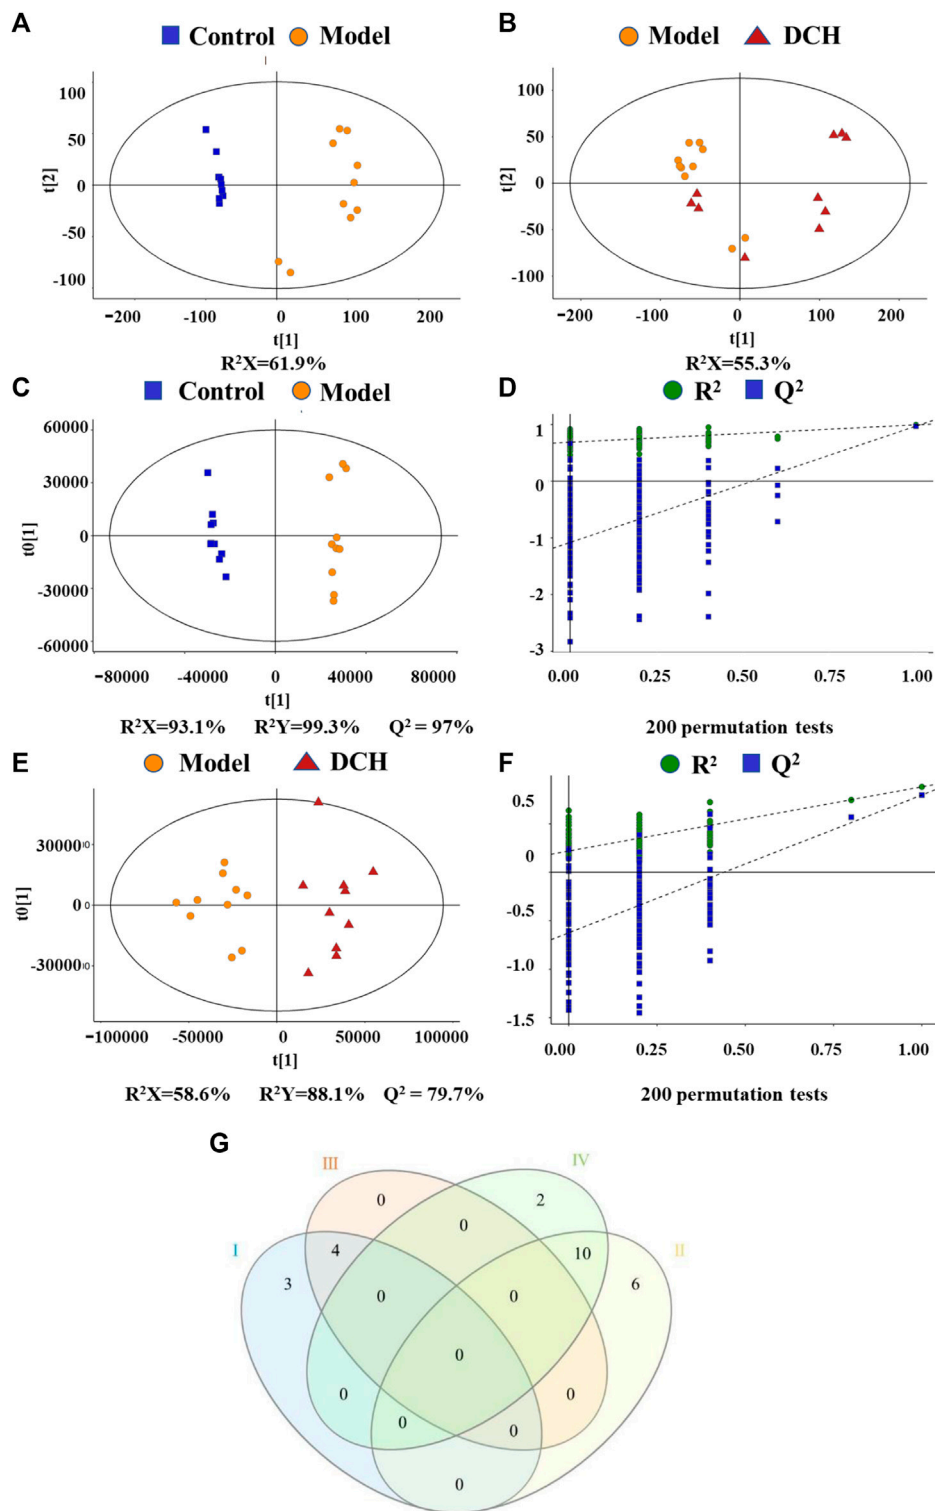 A
Control Model
100
50
0
-50
-100
t[2]
-200 -100 0 100 200
t[1]
R²X=61.9%
B
Model DCH
100
50
0
-50
-100
t[2]
-200 -100 0 100 200
t[1]
R²X=55.3%
C
Control Model
60000
30000
0
-30000
-60000
t0[1]
-80000 -40000 0 40000 80000
t[1]
R²X=93.1% R²Y=99.3% Q² = 97%
D
R² Q²
1
0
-1
-2
-3
0.00 0.25 0.50 0.75 1.00
200 permutation tests
E
Model DCH
30000
0
-30000
t0[1]
-100000 -50000 0 50000 100000
t[1]
R²X=58.6% R²Y=88.1% Q² = 79.7%
F
R² Q²
0.5
0
-0.5
-1.0
-1.5
0.00 0.25 0.50 0.75 1.00
200 permutation tests
G
III IV
0 2
0
I 4 10 II
3 6
0 0
0
0 0
0 0
0